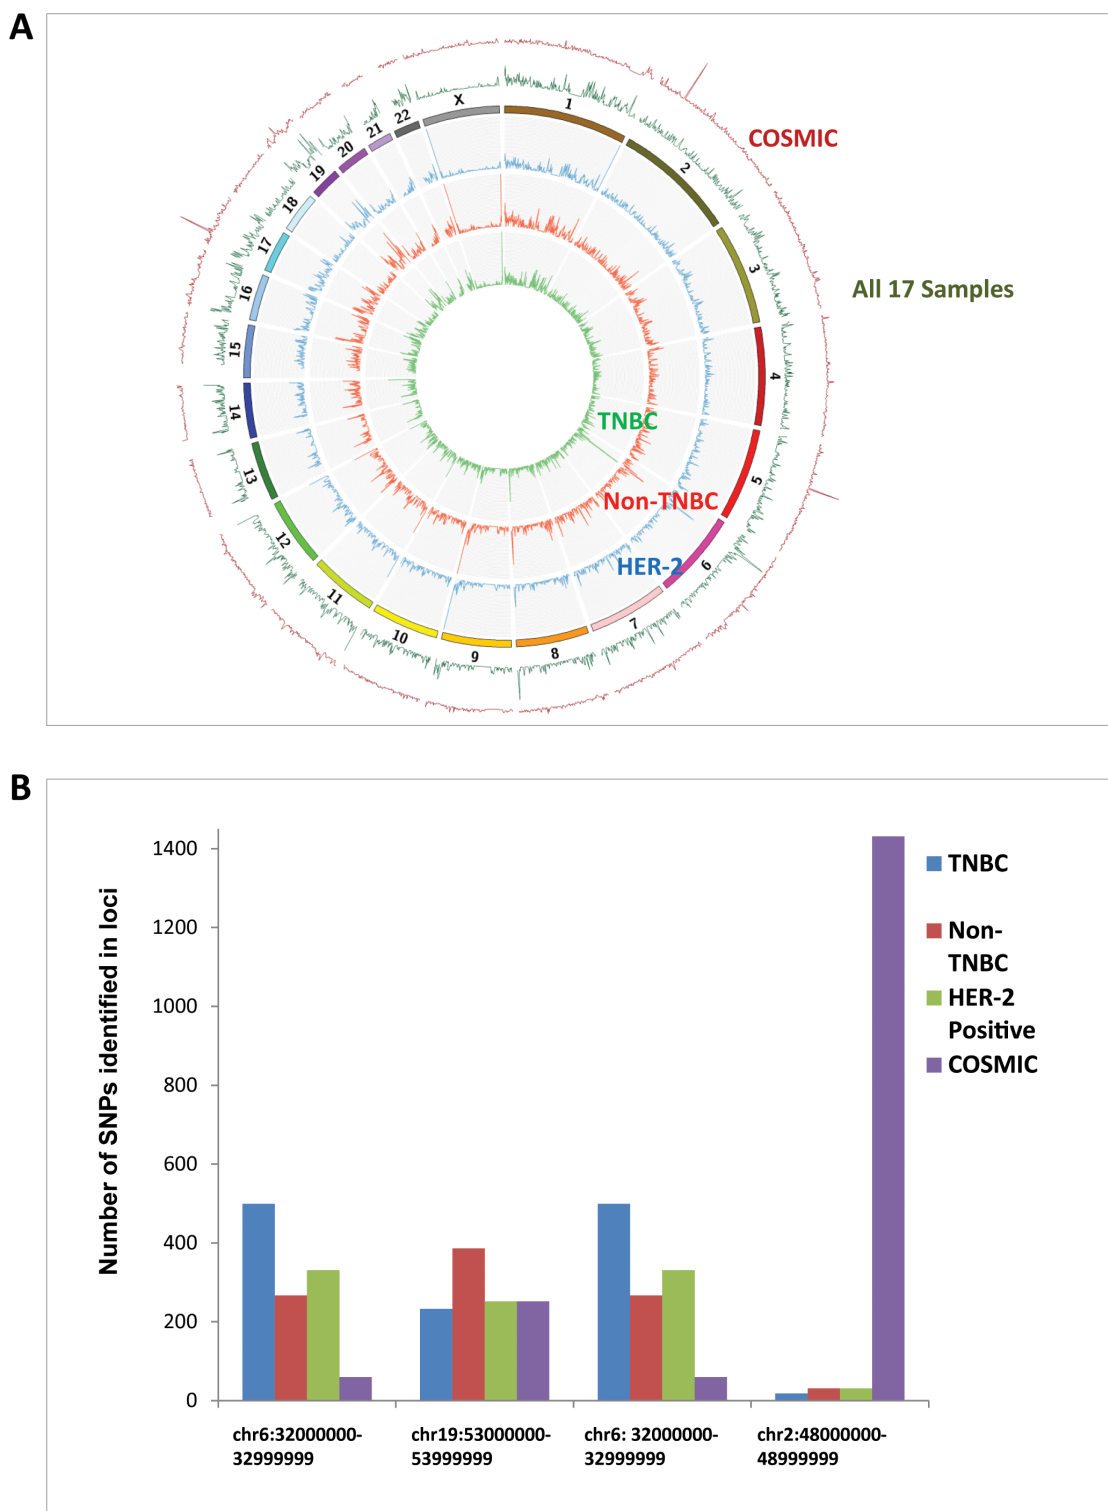 A
X
1
2
3
4
5
6
7
8
9
10
11
12
13
14
15
16
17
18
19
20
21
22
COSMIC
All 17 Samples
TNBC
Non-TNBC
HER-2
B
Number of SNPs identified in loci
1400
1200
1000
800
600
400
200
0
chr6:32000000-
32999999
chr19:53000000-
53999999
chr6: 32000000-
32999999
chr2:48000000-
48999999
TNBC
Non-
TNBC
HER-2
Positive
COSMIC